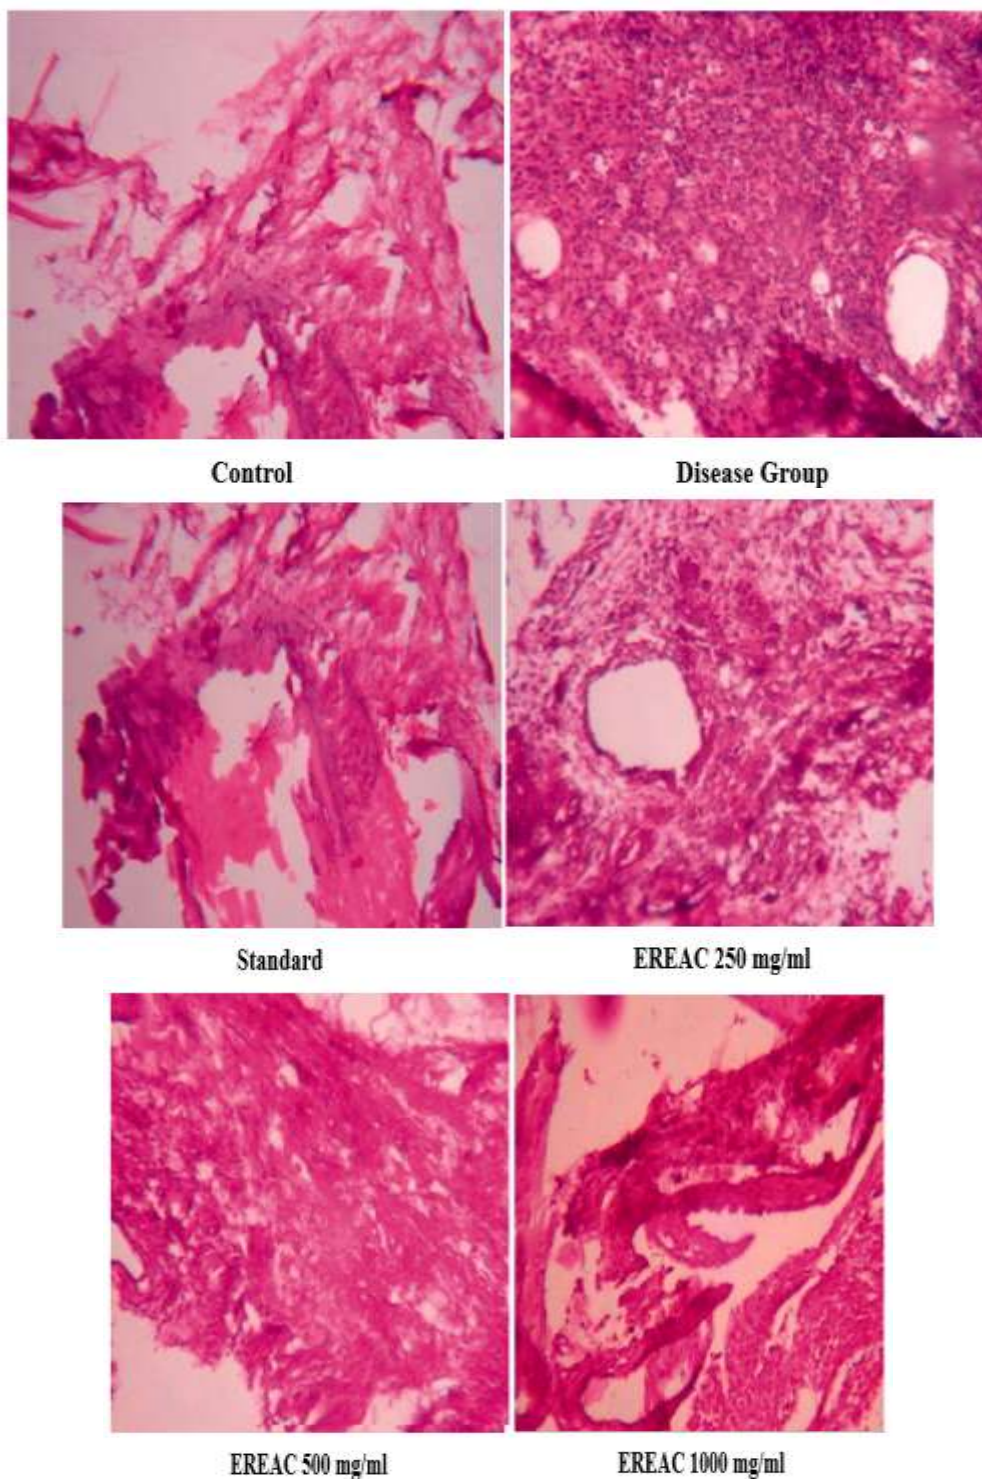 Control
Disease Group
Standard
EREAC 250 mg/ml
EREAC 500 mg/ml
EREAC 1000 mg/ml